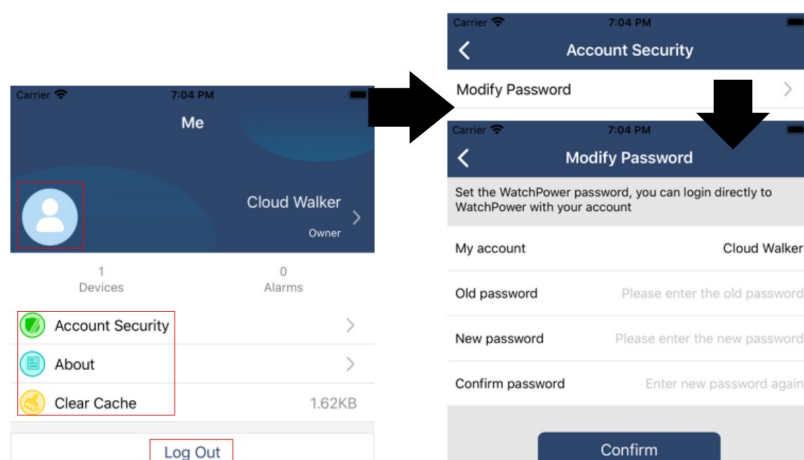 Carrier 7:04 PM
Me
Cloud Walker
Owner
1 0
Devices Alarms
Account Security
About
Clear Cache 1.62KB
Log Out
Carrier 7:04 PM
Account Security
Modify Password
Carrier 7:04 PM
Modify Password
Set the WatchPower password, you can login directly to
WatchPower with your account
My account Cloud Walker
Old password Please enter the old password
New password Please enter the new password
Confirm password Enter new password again
Confirm